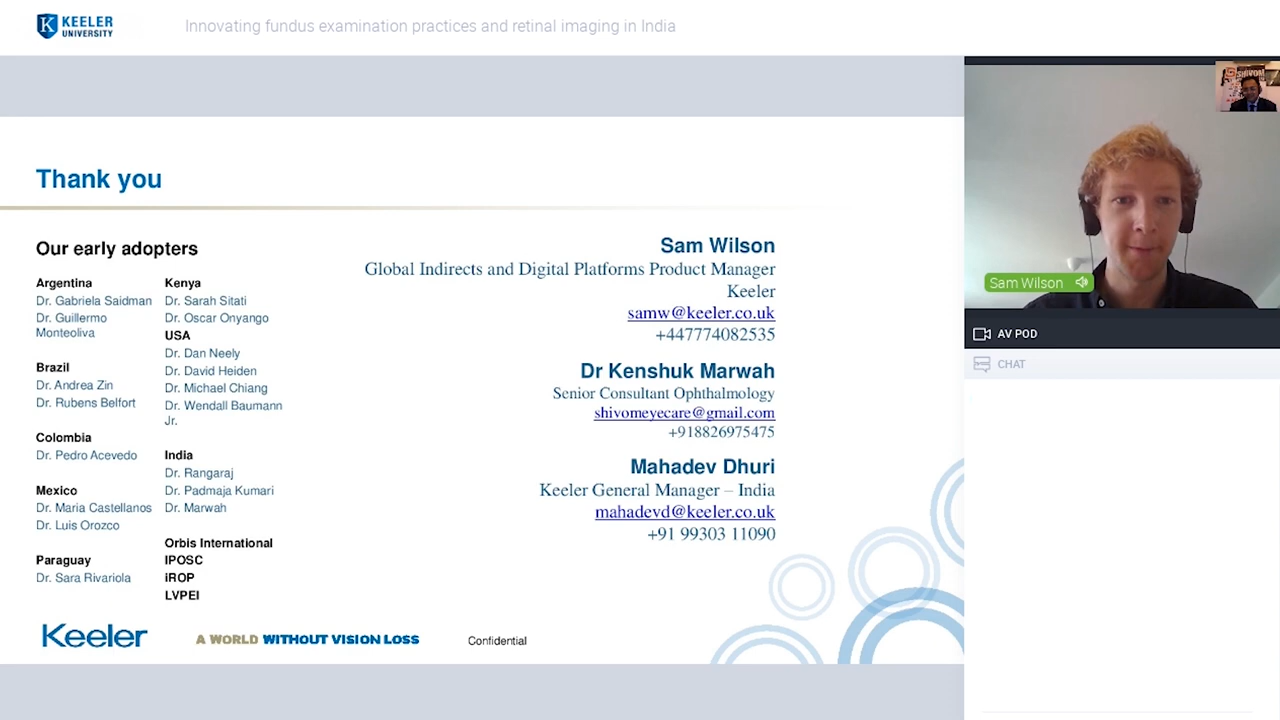 KEELER
UNIVERSITY
Innovating fundus examination practices and retinal imaging in India
Thank you
Our early adopters
Argentina
Dr. Gabriela Saidman
Dr. Guillermo
Monteoliva
Brazil
Dr. Andrea Zin
Dr. Rubens Belfort
Colombia
Dr. Pedro Acevedo
Mexico
Dr. Maria Castellanos
Dr. Luis Orozco
Paraguay
Dr. Sara Rivariola
Kenya
Dr. Sarah Sitati
Dr. Oscar Onyango
USA
Dr. Dan Neely
Dr. David Heiden
Dr. Michael Chiang
Dr. Wendall Baumann
Jr.
India
Dr. Rangaraj
Dr. Padmaja Kumari
Dr. Marwah
Orbis International
IPOSC
iROP
LVPEI
Sam Wilson
Global Indirects and Digital Platforms Product Manager
Keeler
samw@keeler.co.uk
+447774082535
Dr Kenshuk Marwah
Senior Consultant Ophthalmology
shivomeyecare@gmail.com
+918826975475
Mahadev Dhuri
Keeler General Manager – India
mahadevd@keeler.co.uk
+91 99303 11090
Keeler
A WORLD WITHOUT VISION LOSS
Confidential
SHIVOM
Sam Wilson
AV POD
CHAT